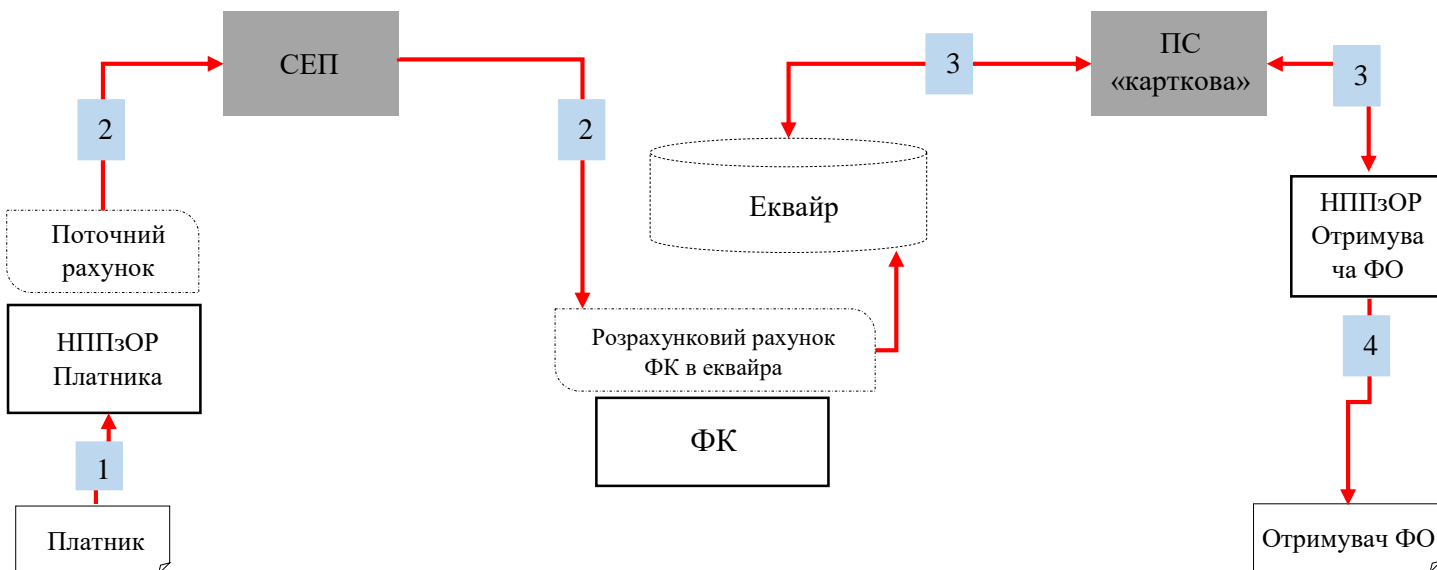 СЕП
ПС
«карткова»
3
3
2
2
Еквайр
НППзОР
Отримува
ча ФО
Поточний
рахунок
НППзОР
Платника
Розрахунковий рахунок
ФК в еквайра
4
ФК
1
Платник
Отримувач ФО